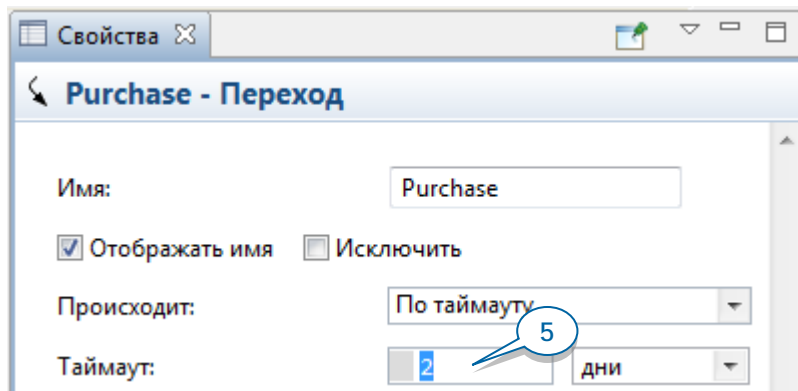 Свойства
Purchase - Переход
Имя: Purchase
Отображать имя Исключить
Происходит: По таймауту
5
Таймаут: 2 дни